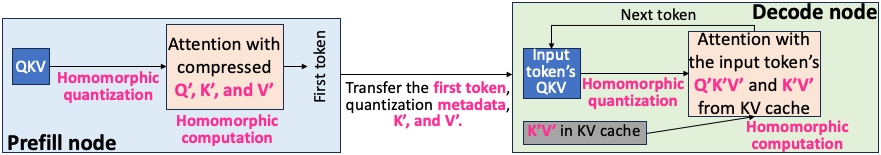 QKV
Homomorphic
quantization
Attention with
compressed
Q', K', and V'
Homomorphic
computation
First token
Prefill node
Transfer the first token,
quantization metadata,
K', and V'.
Decode node
Next token
Input
token's
QKV
Homomorphic
quantization
Attention with
the input token's
Q'K'V' and K'V'
from KV cache
K'V' in KV cache
Homomorphic
computation